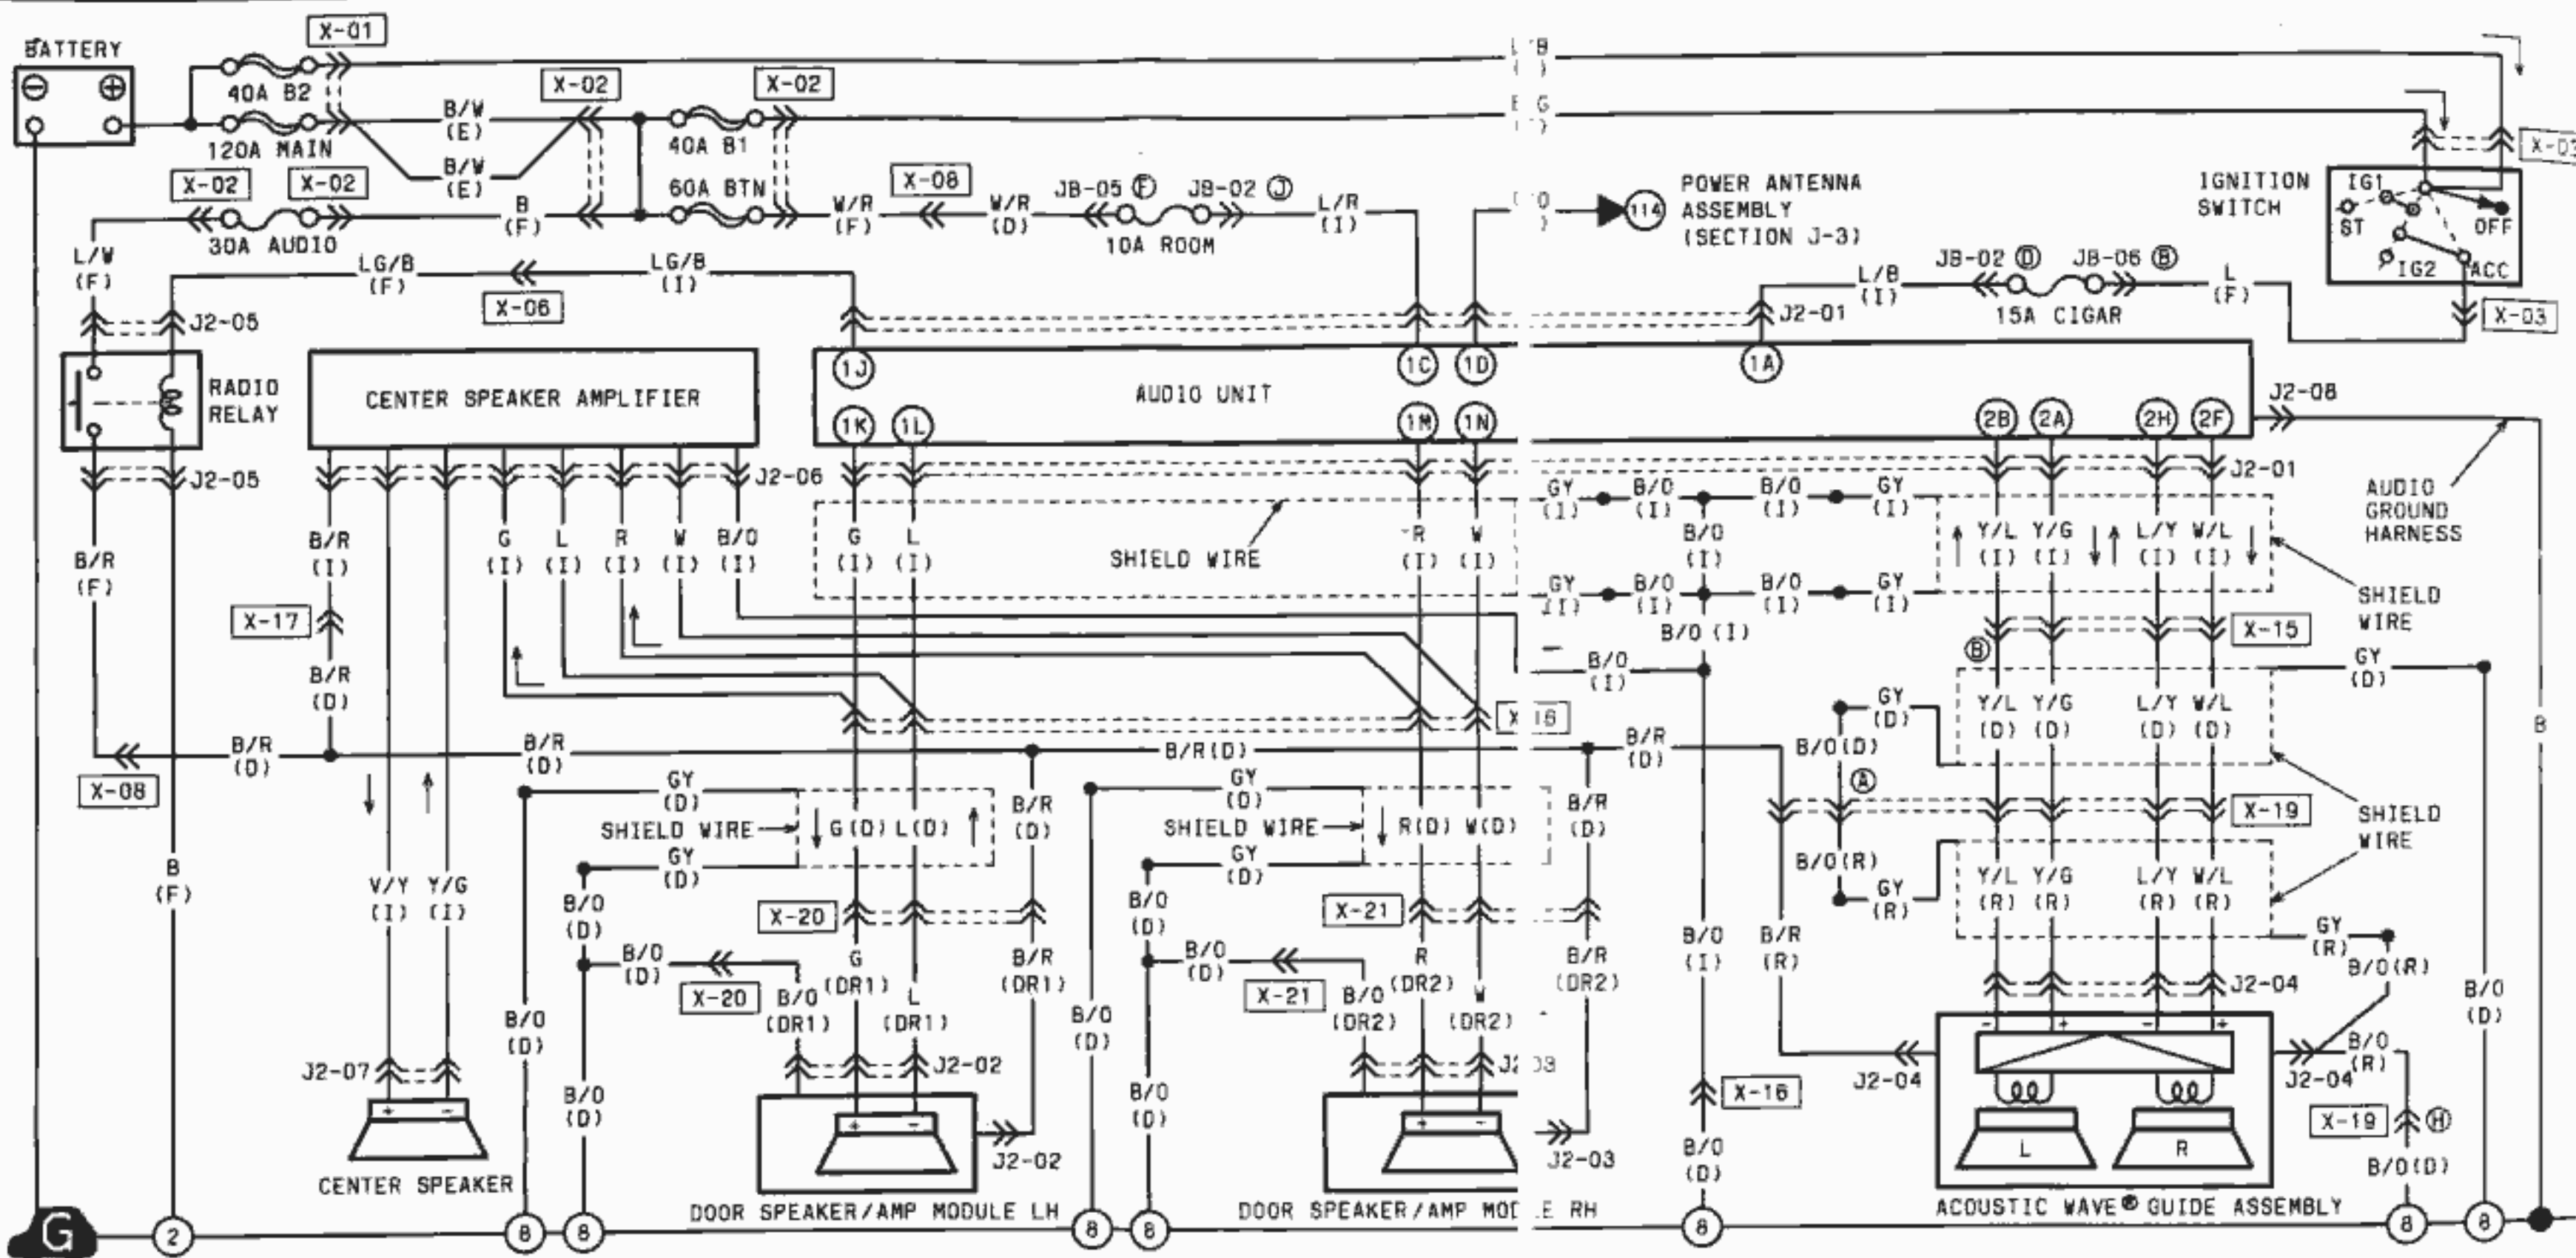 X-01
BATTERY
40A B2
120A MAIN
B/W
(E)
B/W
(E)
X-02
X-02
40A B1
60A BTN
X-02
X-02
30A AUDIO
B
(F)
W/R
(F)
X-08
W/R
(D)
JB-05 F
JB-02 J
10A ROOM
L/R
(I)
114
POWER ANTENNA
ASSEMBLY
(SECTION J-3)
IGNITION
SWITCH
IG1
ST
IG2
OFF
ACC
X-03
L/W
(F)
LG/B
(F)
X-06
LG/B
(I)
J2-05
J2-01
L/B
(I)
JB-02 D
JB-06 B
15A CIGAR
L
(F)
RADIO
RELAY
J2-05
CENTER SPEAKER AMPLIFIER
J2-06
AUDIO UNIT
1J
1C
1D
1A
1K
1L
1M
1N
2B
2A
2H
2F
J2-08
J2-01
AUDIO
GROUND
HARNESS
B/R
(F)
B/R
(I)
G
(I)
L
(I)
R
(I)
W
(I)
B/O
(I)
G
(I)
L
(I)
SHIELD WIRE
R
(I)
W
(I)
GY
(I)
B/O
(I)
B/O
(I)
B/O
(I)
GY
(I)
Y/L
(I)
Y/G
(I)
L/Y
(I)
W/L
(I)
GY
(I)
B/O
(I)
B/O
(I)
GY
(I)
B/O (I)
SHIELD
WIRE
X-17
B/R
(D)
X-15
B
B/O
(I)
X-16
GY
(D)
B/O(D)
A
Y/L
(D)
Y/G
(D)
L/Y
(D)
W/L
(D)
GY
(D)
B
X-08
B/R
(D)
B/R
(D)
B/R(D)
B/R
(D)
GY
(D)
SHIELD WIRE
GY
(D)
G(D)
L(D)
B/R
(D)
GY
(D)
SHIELD WIRE
GY
(D)
R(D)
W(D)
B/R
(D)
X-19
SHIELD
WIRE
B
(F)
V/Y
(I)
Y/G
(I)
B/O
(D)
X-20
B/O
(D)
X-21
B/O(R)
GY
(R)
Y/L
(R)
Y/G
(R)
L/Y
(R)
W/L
(R)
B/O
(D)
X-20
B/O
(DR1)
G
(DR1)
L
(DR1)
B/R
(DR1)
B/O
(D)
X-21
B/O
(DR2)
R
(DR2)
W
(DR2)
B/R
(DR2)
B/O
(I)
B/R
(R)
GY
(R)
B/O(R)
J2-04
B/O
(D)
B/O
(D)
B/O
(D)
B/O
(D)
B/O
(D)
J2-07
+ -
CENTER SPEAKER
J2-02
+ -
J2-02
DOOR SPEAKER/AMP MODULE LH
+ -
J2-03
X-16
B/O
(D)
J2-04
- + - +
L
R
J2-04
B/O
(R)
X-19 H
B/O(D)
ACOUSTIC WAVE® GUIDE ASSEMBLY
G
2
8
8
8
8
8
8
8